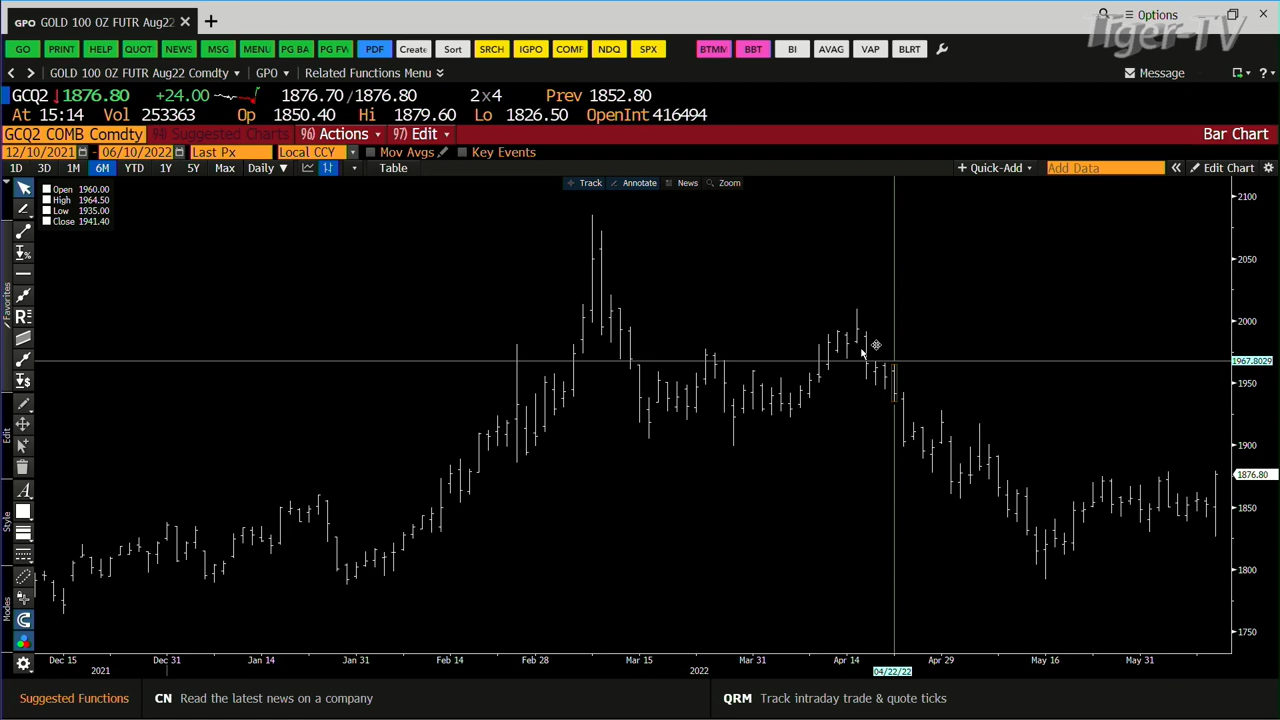 GPO GOLD 100 OZ FUTR Aug22
Options
Tiger-TV
GO PRINT HELP QUOT NEWS MSG MENU PG BA PG FW PDF Create Sort SRCH IGPO COMF NDQ SPX BTMM BBT BI AVAG VAP BLRT
GOLD 100 OZ FUTR Aug22 Comdty GPO Related Functions Menu Message ?
GCQ2 1876.80 +24.00 1876.70/1876.80 2x4 Prev 1852.80
At 15:14 Vol 253363 Op 1850.40 Hi 1879.60 Lo 1826.50 OpenInt 416494
GCQ2 COMB Comdty 94) Suggested Charts 96) Actions 97) Edit Bar Chart
12/10/2021 - 06/10/2022 Last Px Local CCY Mov Avgs Key Events
1D 3D 1M 6M YTD 1Y 5Y Max Daily Table + Quick-Add Add Data Edit Chart
Track Annotate News Zoom
Open 1960.00
High 1964.50
Low 1935.00
Close 1941.40
Favorites
Edit
Style
Modes
2100
2050
2000
1967.8029
1950
1900
1876.80
1850
1800
1750
Dec 15 Dec 31 Jan 14 Jan 31 Feb 14 Feb 28 Mar 15 Mar 31 Apr 14 Apr 29 May 16 May 31
2021 2022 04/22/22
Suggested Functions CN Read the latest news on a company QRM Track intraday trade & quote ticks